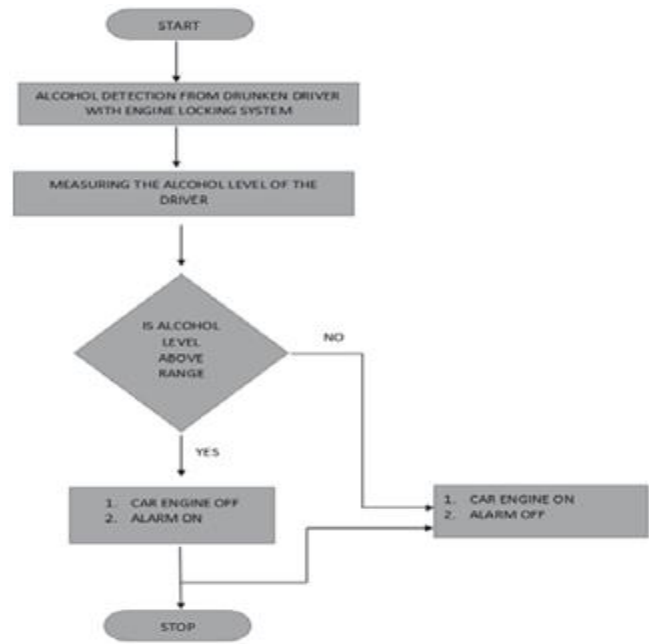 START
ALCOHOL DETECTION FROM DRUNKEN DRIVER
WITH ENGINE LOCKING SYSTEM
MEASURING THE ALCOHOL LEVEL OF THE
DRIVER
IS ALCOHOL
LEVEL
ABOVE
RANGE
NO
YES
1. CAR ENGINE OFF
2. ALARM ON
1. CAR ENGINE ON
2. ALARM OFF
STOP